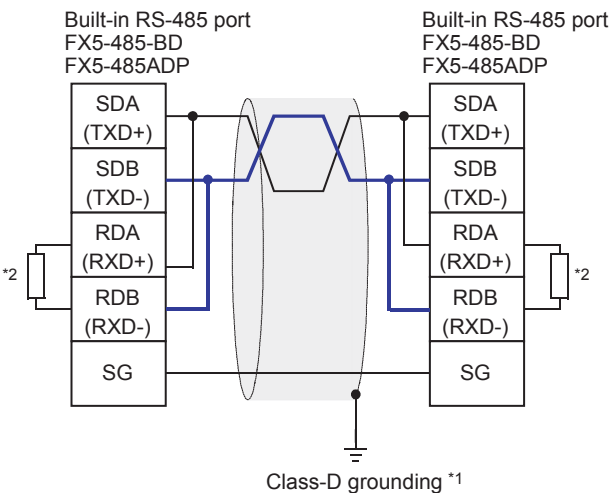 Built-in RS-485 port
FX5-485-BD
FX5-485ADP
SDA
(TXD+)
SDB
(TXD-)
RDA
(RXD+)
RDB
(RXD-)
SG
*2
Built-in RS-485 port
FX5-485-BD
FX5-485ADP
SDA
(TXD+)
SDB
(TXD-)
RDA
(RXD+)
RDB
(RXD-)
SG
*2
Class-D grounding *1